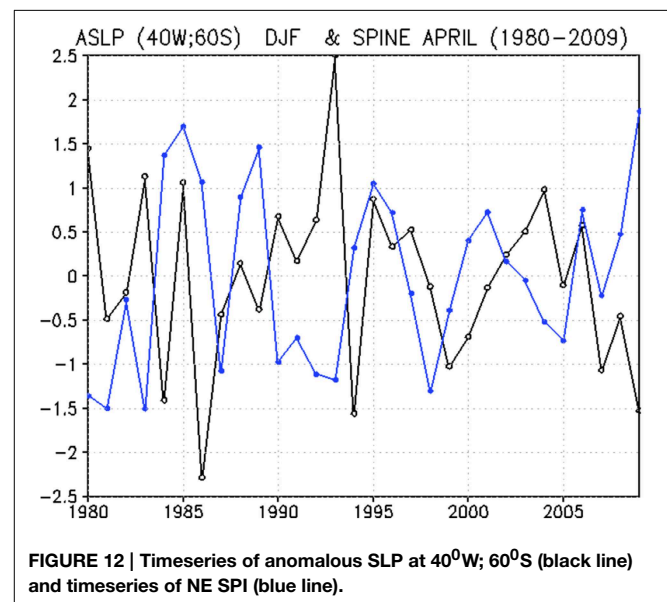 ASLP (40W;60S) DJF & SPINE APRIL (1980-2009)
2.5
2
1.5
1
0.5
0
-0.5
-1
-1.5
-2
-2.5
1980 1985 1990 1995 2000 2005
FIGURE 12 | Timeseries of anomalous SLP at 40⁰W; 60⁰S (black line)
and timeseries of NE SPI (blue line).